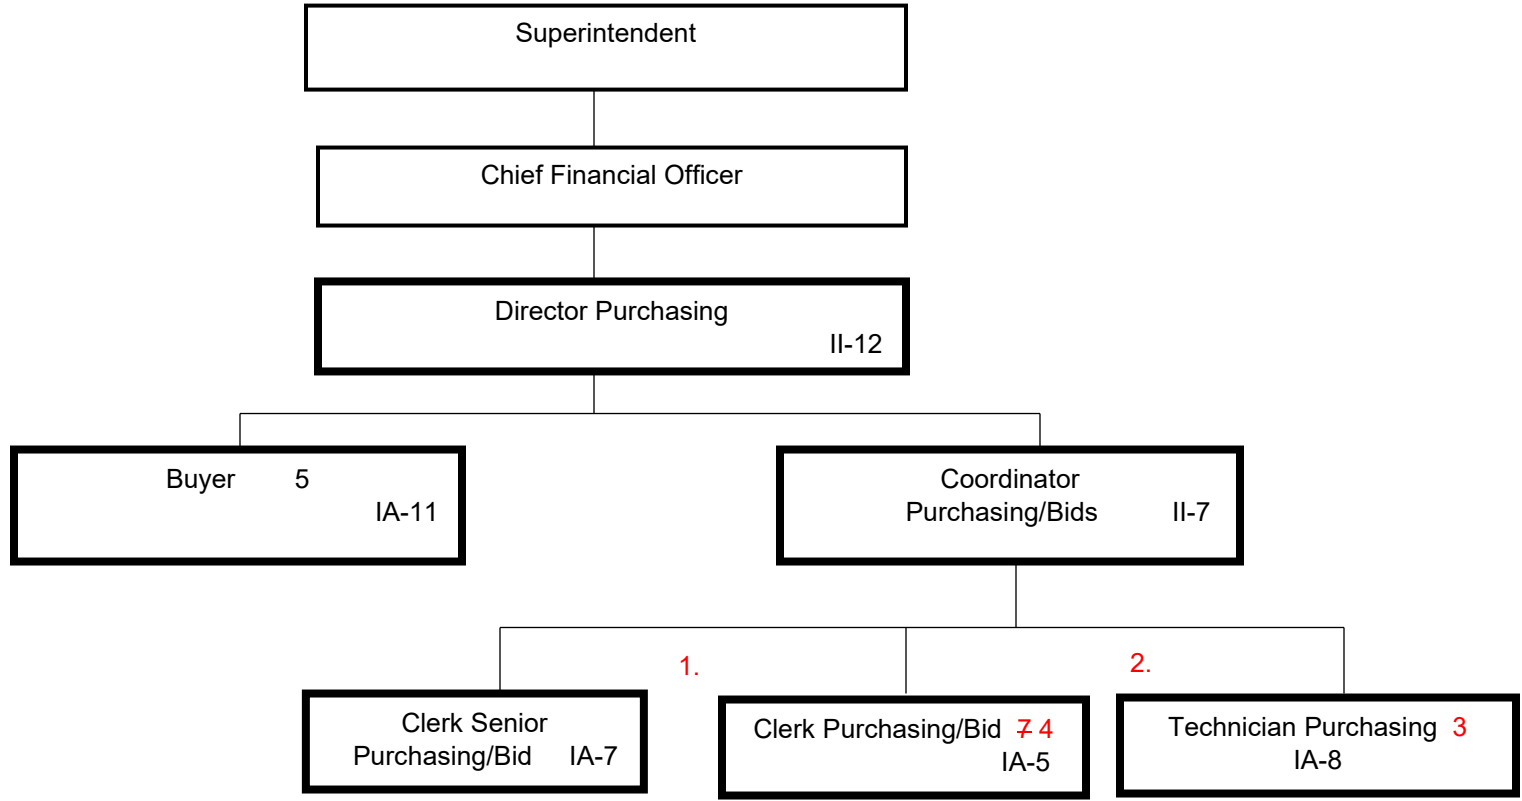 Superintendent
Chief Financial Officer
Director Purchasing
II-12
Buyer 5
IA-11
Coordinator
Purchasing/Bids II-7
1.
2.
Clerk Senior
Purchasing/Bid IA-7
Clerk Purchasing/Bid 7 4
IA-5
Technician Purchasing 3
IA-8